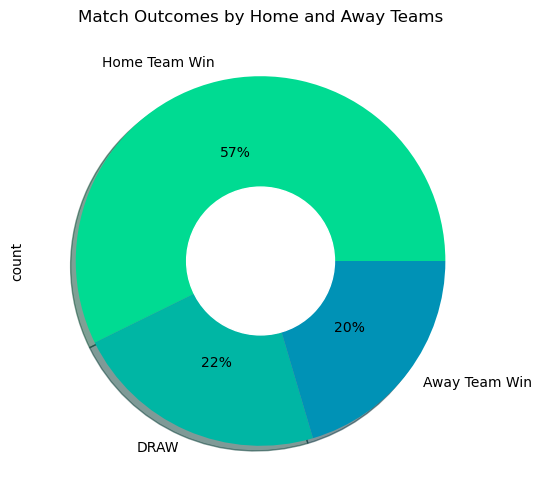 Match Outcomes by Home and Away Teams
Home Team Win
57%
count
20%
22%
Away Team Win
DRAW